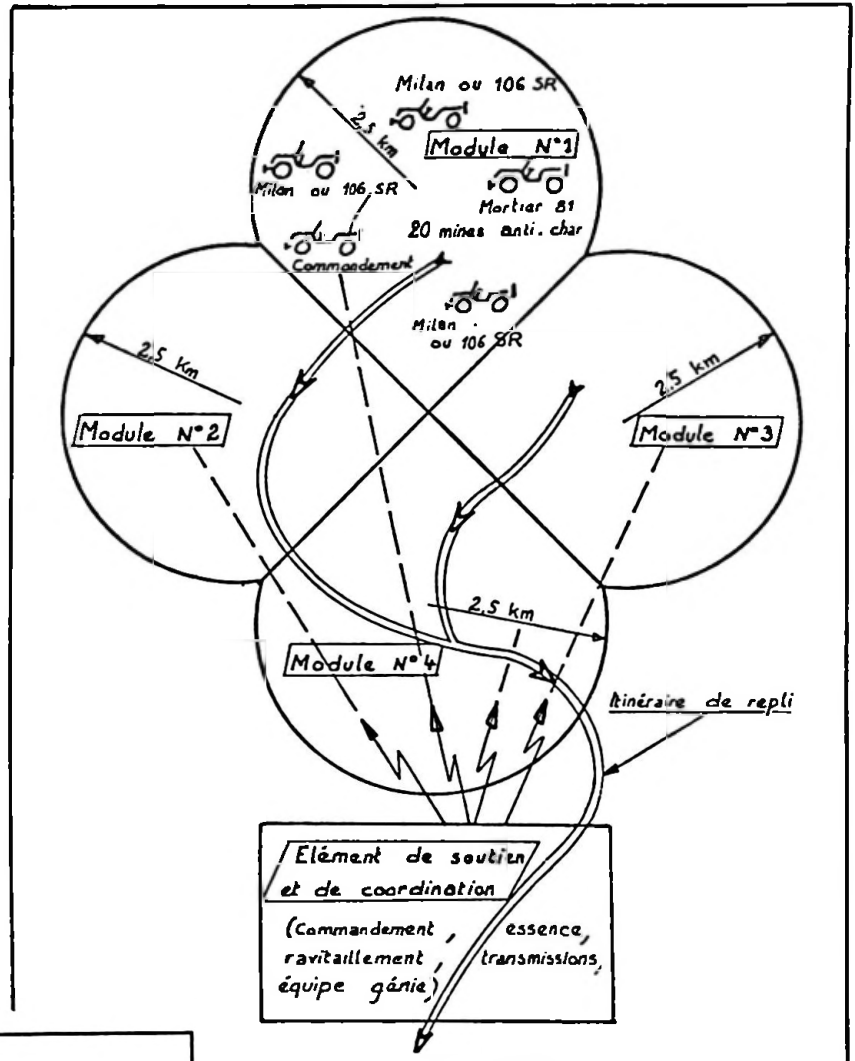 Milan ou 106 SR
2,5 km
Module N°1
Milan ou 106 SR
Mortier 81
20 mines anti.char
Commandement
Milan
ou 106 SR
2,5 Km
2,5 km
Module N°2
Module N°3
2,5 km
Module N°4
Itinéraire de repli
Elément de soutien
et de coordination
(Commandement, essence,
ravitaillement, transmissions,
équipe génie)